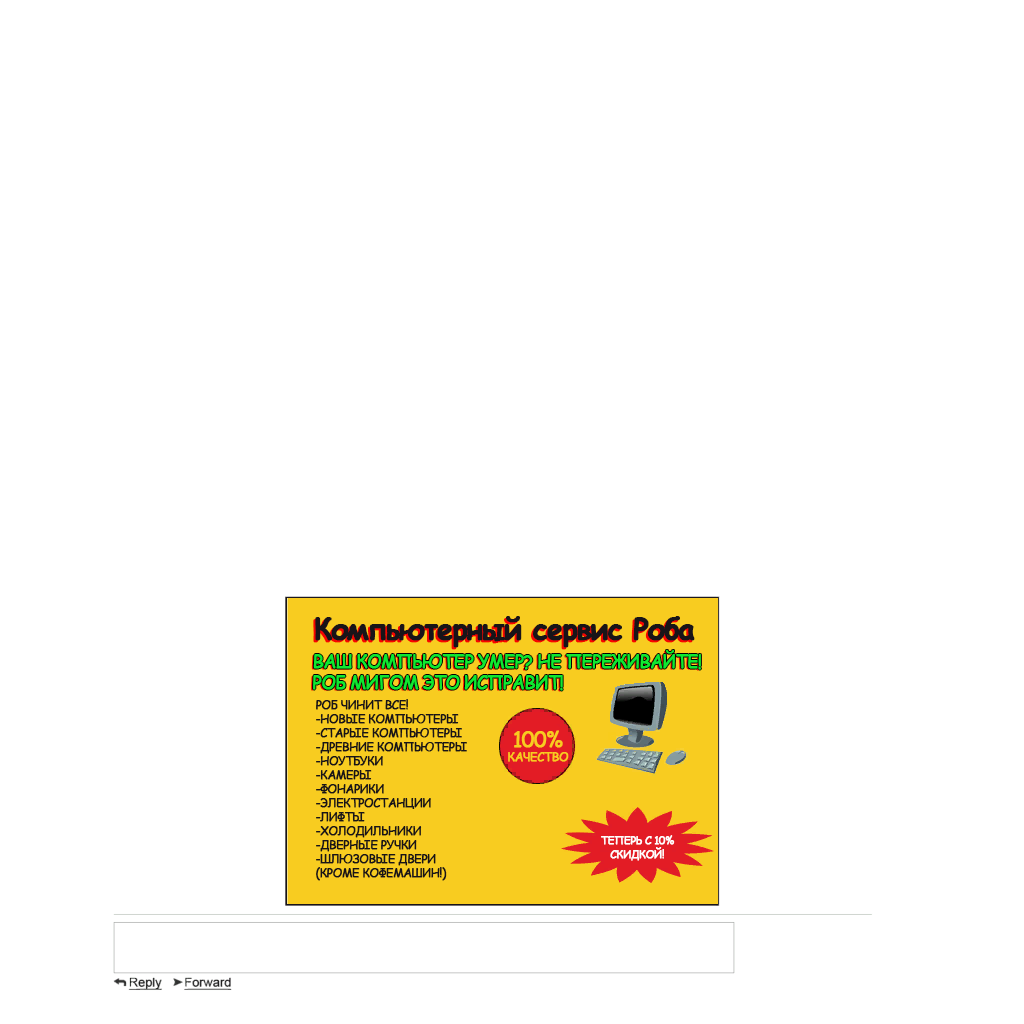 Компьютерный сервис Роба
ВАШ КОМПЬЮТЕР УМЕР? НЕ ПЕРЕЖИВАЙТЕ!
РОБ МИГОМ ЭТО ИСПРАВИТ!
РОБ ЧИНИТ ВСЕ!
-НОВЫЕ КОМПЬЮТЕРЫ
-СТАРЫЕ КОМПЬЮТЕРЫ
-ДРЕВНИЕ КОМПЬЮТЕРЫ
-НОУТБУКИ
-КАМЕРЫ
-ФОНАРИКИ
-ЭЛЕКТРОСТАНЦИИ
-ЛИФТЫ
-ХОЛОДИЛЬНИКИ
-ДВЕРНЫЕ РУЧКИ
-ШЛЮЗОВЫЕ ДВЕРИ
(КРОМЕ КОФЕМАШИН!)
100%
КАЧЕСТВО
ТЕПЕРЬ С 10%
СКИДКОЙ!
Reply Forward